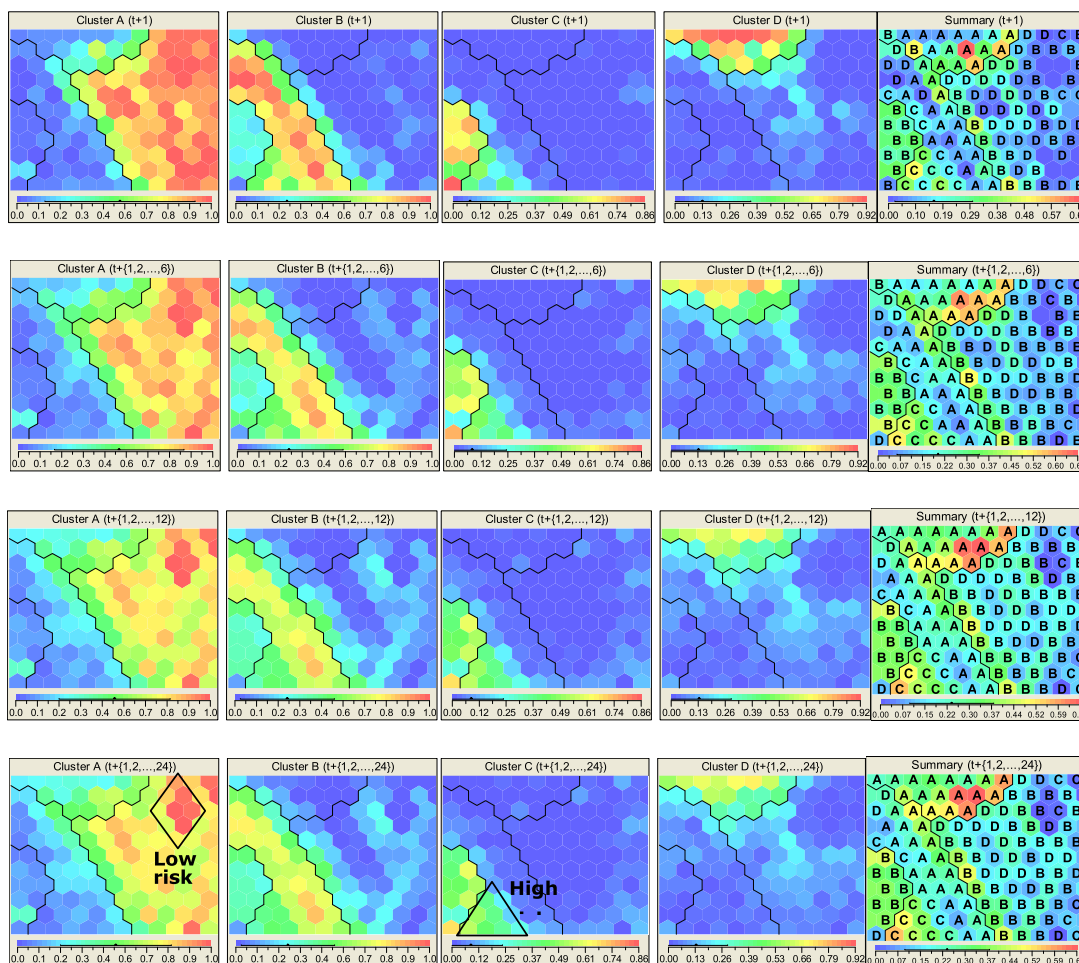 Cluster A (t+1) Cluster B (t+1) Cluster C (t+1) Cluster D (t+1) Summary (t+1)
B A A A A A A A D D C
D B A A A A A D B B B
D D A A A A D D B
D A A D D D D D B
C A D A B D D D D B C
B C A A B D D D D
B B C A A B D D D B D
B B A A A B D D D B
B B C C A A B B D D
B C C C A A B D B
B C C C C A A B B B D
0.0 0.1 0.2 0.3 0.4 0.6 0.7 0.8 0.9 1.0 0.0 0.1 0.2 0.3 0.4 0.6 0.7 0.8 0.9 1.0 0.00 0.12 0.25 0.37 0.49 0.61 0.74 0.86 0.00 0.13 0.26 0.39 0.52 0.66 0.79 0.92 0.00 0.10 0.19 0.29 0.38 0.48 0.57
Cluster A (t+{1,2,...,6}) Cluster B (t+{1,2,...,6}) Cluster C (t+{1,2,...,6}) Cluster D (t+{1,2,...,6}) Summary (t+{1,2,...,6})
B A A A A A A A D D C
D A A A A A A B B C B
D D A A A A D D B B
D A A D D D D B B B
C A A A B B D D B B B
B C A A B B D D D B
B B C A A B D D D B B
B B A A A B B D D B
B B C C A A B B B B D
B C C C A A B B B B
D C C C C A A B B D
0.0 0.1 0.2 0.3 0.4 0.6 0.7 0.8 0.9 1.0 0.0 0.1 0.2 0.3 0.4 0.6 0.7 0.8 0.9 1.0 0.00 0.12 0.25 0.37 0.49 0.61 0.74 0.86 0.00 0.13 0.26 0.39 0.52 0.66 0.79 0.92 0.00 0.07 0.15 0.22 0.30 0.37 0.45 0.52 0.60
Cluster A (t+{1,2,...,12}) Cluster B (t+{1,2,...,12}) Cluster C (t+{1,2,...,12}) Cluster D (t+{1,2,...,12}) Summary (t+{1,2,...,12})
A A A A A A A A D D C
D A A A A A A B B B
D A A A A D D B B C B
A A A D D D D B B D
C A A A B B D D B B B
B C A A B B D D B D
B B A A A B D D D B B
B B A A A B B D D B
B B C C A A B B B B
B C C C A A B B B B
D C C C C A A B B B D
0.0 0.1 0.2 0.3 0.4 0.6 0.7 0.8 0.9 1.0 0.0 0.1 0.2 0.3 0.4 0.6 0.7 0.8 0.9 1.0 0.00 0.12 0.25 0.37 0.49 0.61 0.74 0.86 0.00 0.13 0.26 0.39 0.52 0.66 0.79 0.92 0.00 0.07 0.15 0.22 0.29 0.37 0.44 0.52 0.59
Cluster A (t+{1,2,...,24}) Cluster B (t+{1,2,...,24}) Cluster C (t+{1,2,...,24}) Cluster D (t+{1,2,...,24}) Summary (t+{1,2,...,24})
A A A A A A A A D D C
D A A A A A A B B B
D A A A A A D B B C B
A A A D D D D B B D
C A A A B B D D B B B
B C A A B B D D B D
B B A A A B D D D B B
B B A A A B B D B B
B B C C A A B B B B
B C C C A A B B B B
D C C C C A A B B B D
Low
risk
High
0.0 0.1 0.2 0.3 0.4 0.6 0.7 0.8 0.9 1.0 0.0 0.1 0.2 0.3 0.4 0.6 0.7 0.8 0.9 1.0 0.00 0.12 0.25 0.37 0.49 0.61 0.74 0.86 0.00 0.13 0.26 0.39 0.52 0.66 0.79 0.92 0.00 0.07 0.15 0.22 0.29 0.37 0.44 0.52 0.59